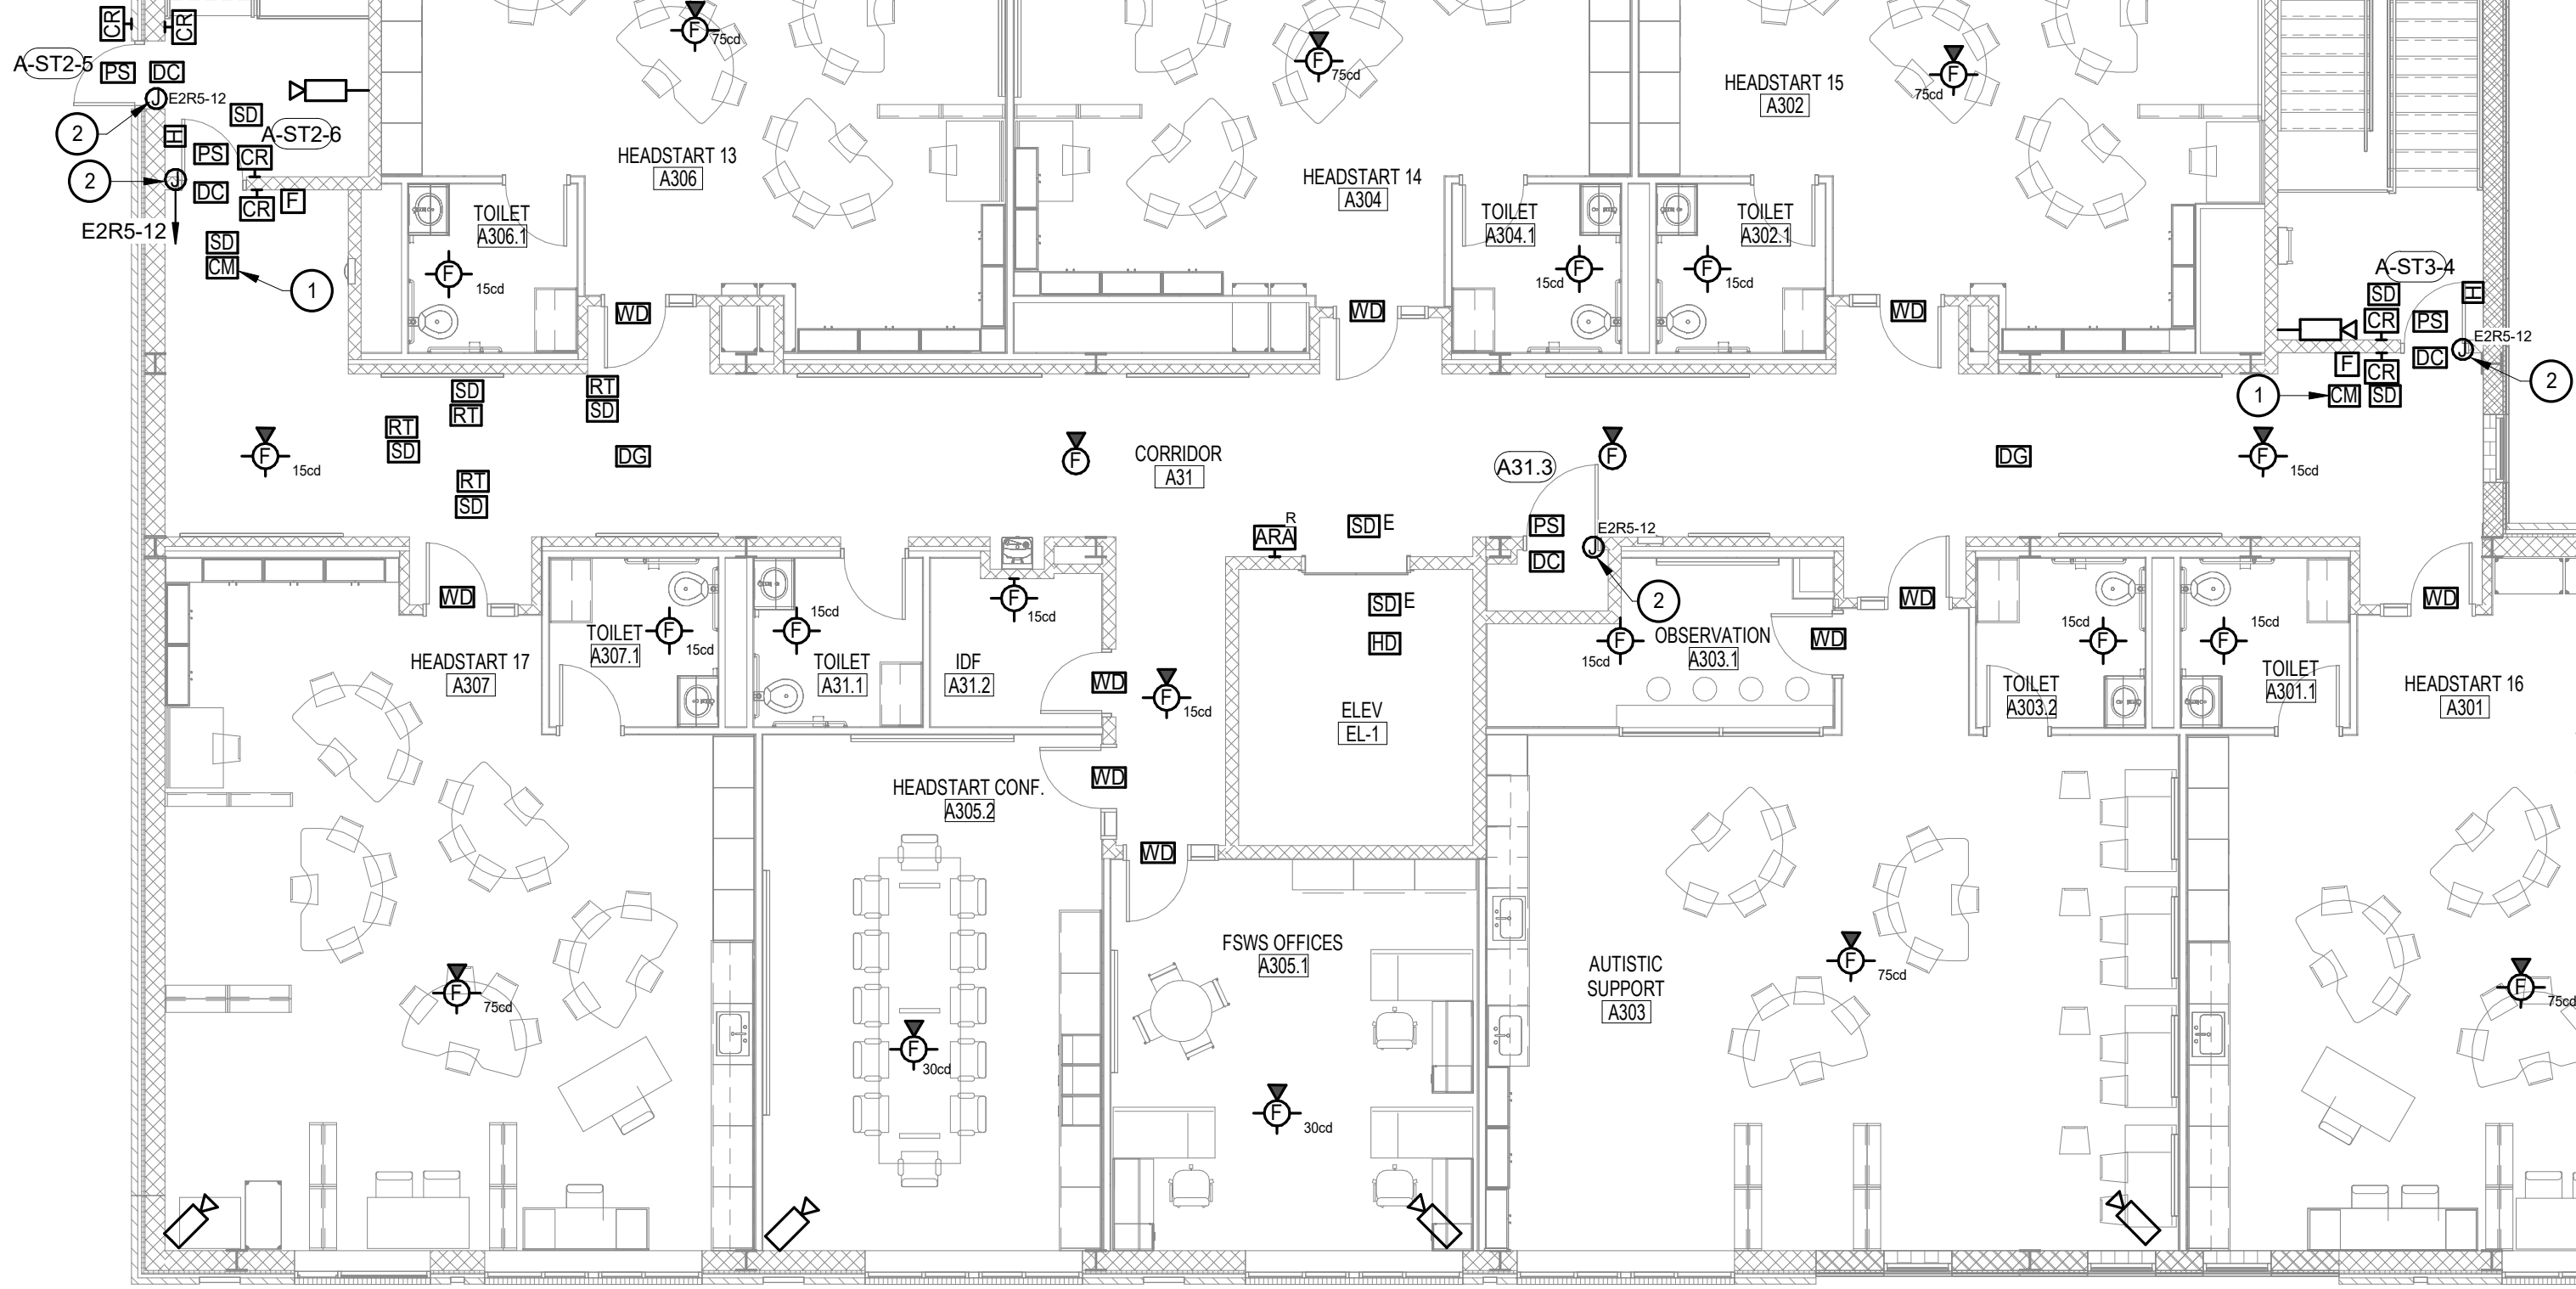 CR
CR
F
75cd
F
75cd
F
75cd
A-ST2-5
PS
DC
J
E2R5-12
2
SD
A-ST2-6
H
PS
CR
2
J
DC
CR
F
E2R5-12
SD
CM
1
HEADSTART 13
A306
HEADSTART 14
A304
HEADSTART 15
A302
TOILET
A306.1
F
15cd
TOILET
A304.1
F
15cd
TOILET
A302.1
F
15cd
WD
WD
WD
A-ST3-4
SD
H
CR
PS
E2R5-12
J
F
CR
DC
2
1
CM
SD
SD
RT
RT
SD
RT
SD
RT
SD
F
15cd
DG
F
CORRIDOR
A31
A31.3
F
DG
F
15cd
R
ARA
SD E
PS
E2R5-12
J
DC
2
SD E
HD
WD
HEADSTART 17
A307
TOILET
A307.1
F
15cd
F
15cd
TOILET
A31.1
F
15cd
IDF
A31.2
WD
F
15cd
WD
ELEV
EL-1
F
15cd
OBSERVATION
A303.1
WD
WD
15cd
F
TOILET
A303.2
15cd
F
TOILET
A301.1
WD
HEADSTART 16
A301
HEADSTART CONF.
A305.2
WD
FSWS OFFICES
A305.1
AUTISTIC
SUPPORT
A303
F
75cd
F
30cd
F
30cd
F
75cd
F
75cd